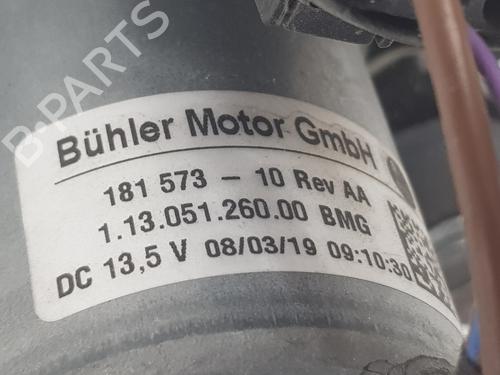 B-PARTS
Bühler Motor GmbH
181 573 - 10 Rev AA
1.13.051.260.00 BMG
DC 13,5 V 08/03/19 09:10:30